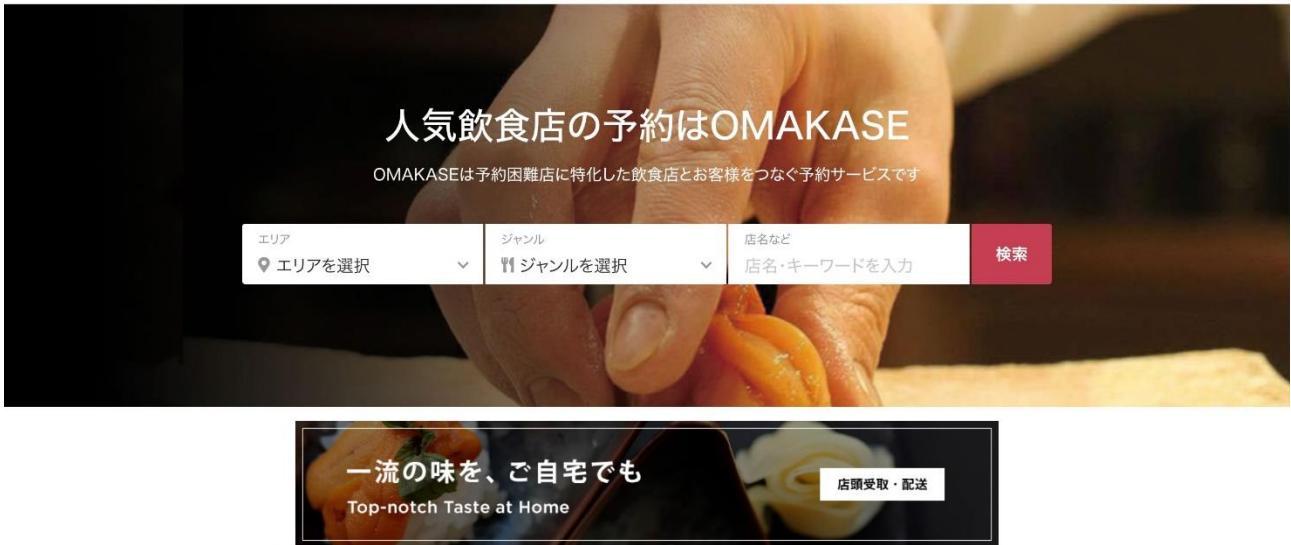 人気飲食店の予約はOMAKASE
OMAKASEは予約困難店に特化した飲食店とお客様をつなぐ予約サービスです
エリア
エリアを選択
ジャンル
ジャンルを選択
店名など
店名・キーワードを入力
検索
一流の味を、ご自宅でも
Top-notch Taste at Home
店頭受取・配送